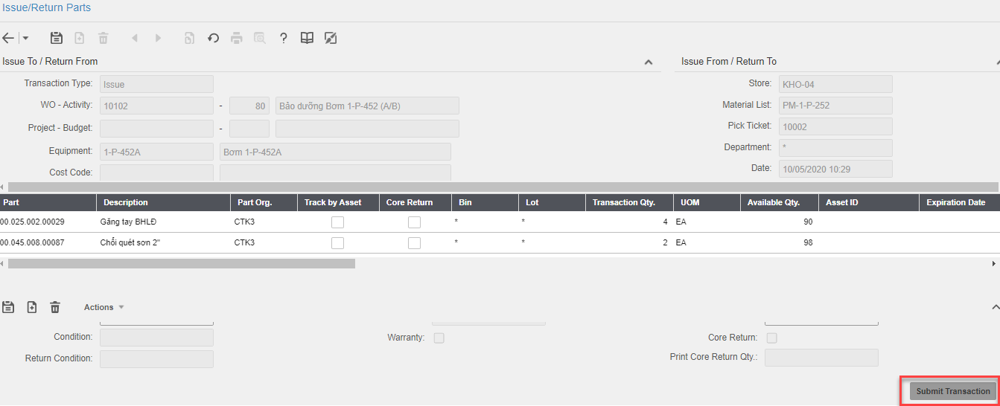 Issue/Return Parts
Issue To / Return From
Issue From / Return To
Transaction Type: Issue
Store: KHO-04
WO - Activity: 10102 - 80 Bảo dưỡng Bơm 1-P-452 (A/B)
Material List: PM-1-P-252
Project - Budget: -
Pick Ticket: 10002
Equipment: 1-P-452A Bơm 1-P-452A
Department: *
Cost Code:
Date: 10/05/2020 10:29
Part Description Part Org. Track by Asset Core Return Bin Lot Transaction Qty. UOM Available Qty. Asset ID Expiration Date
00.025.002.00029 Găng tay BHLĐ CTK3 * * 4 EA 90
00.045.008.00087 Chổi quét sơn 2" CTK3 * * 2 EA 98
Actions
Condition: Warranty: Core Return:
Return Condition: Print Core Return Qty.:
Submit Transaction